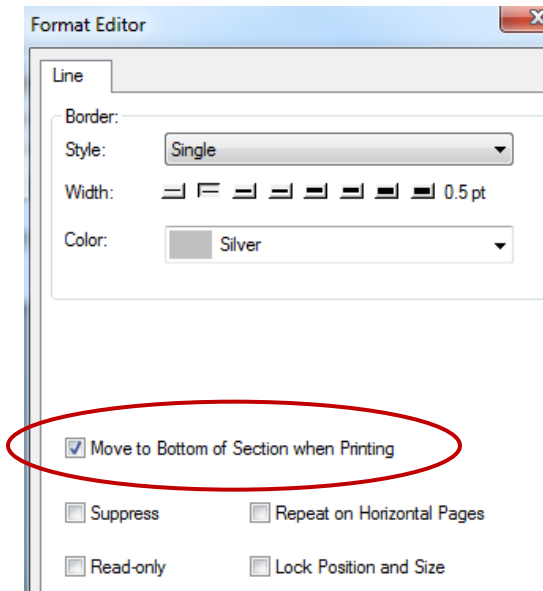 Format Editor
Line
Border:
Style: Single
Width: 0.5 pt
Color: Silver
Move to Bottom of Section when Printing
Suppress Repeat on Horizontal Pages
Read-only Lock Position and Size